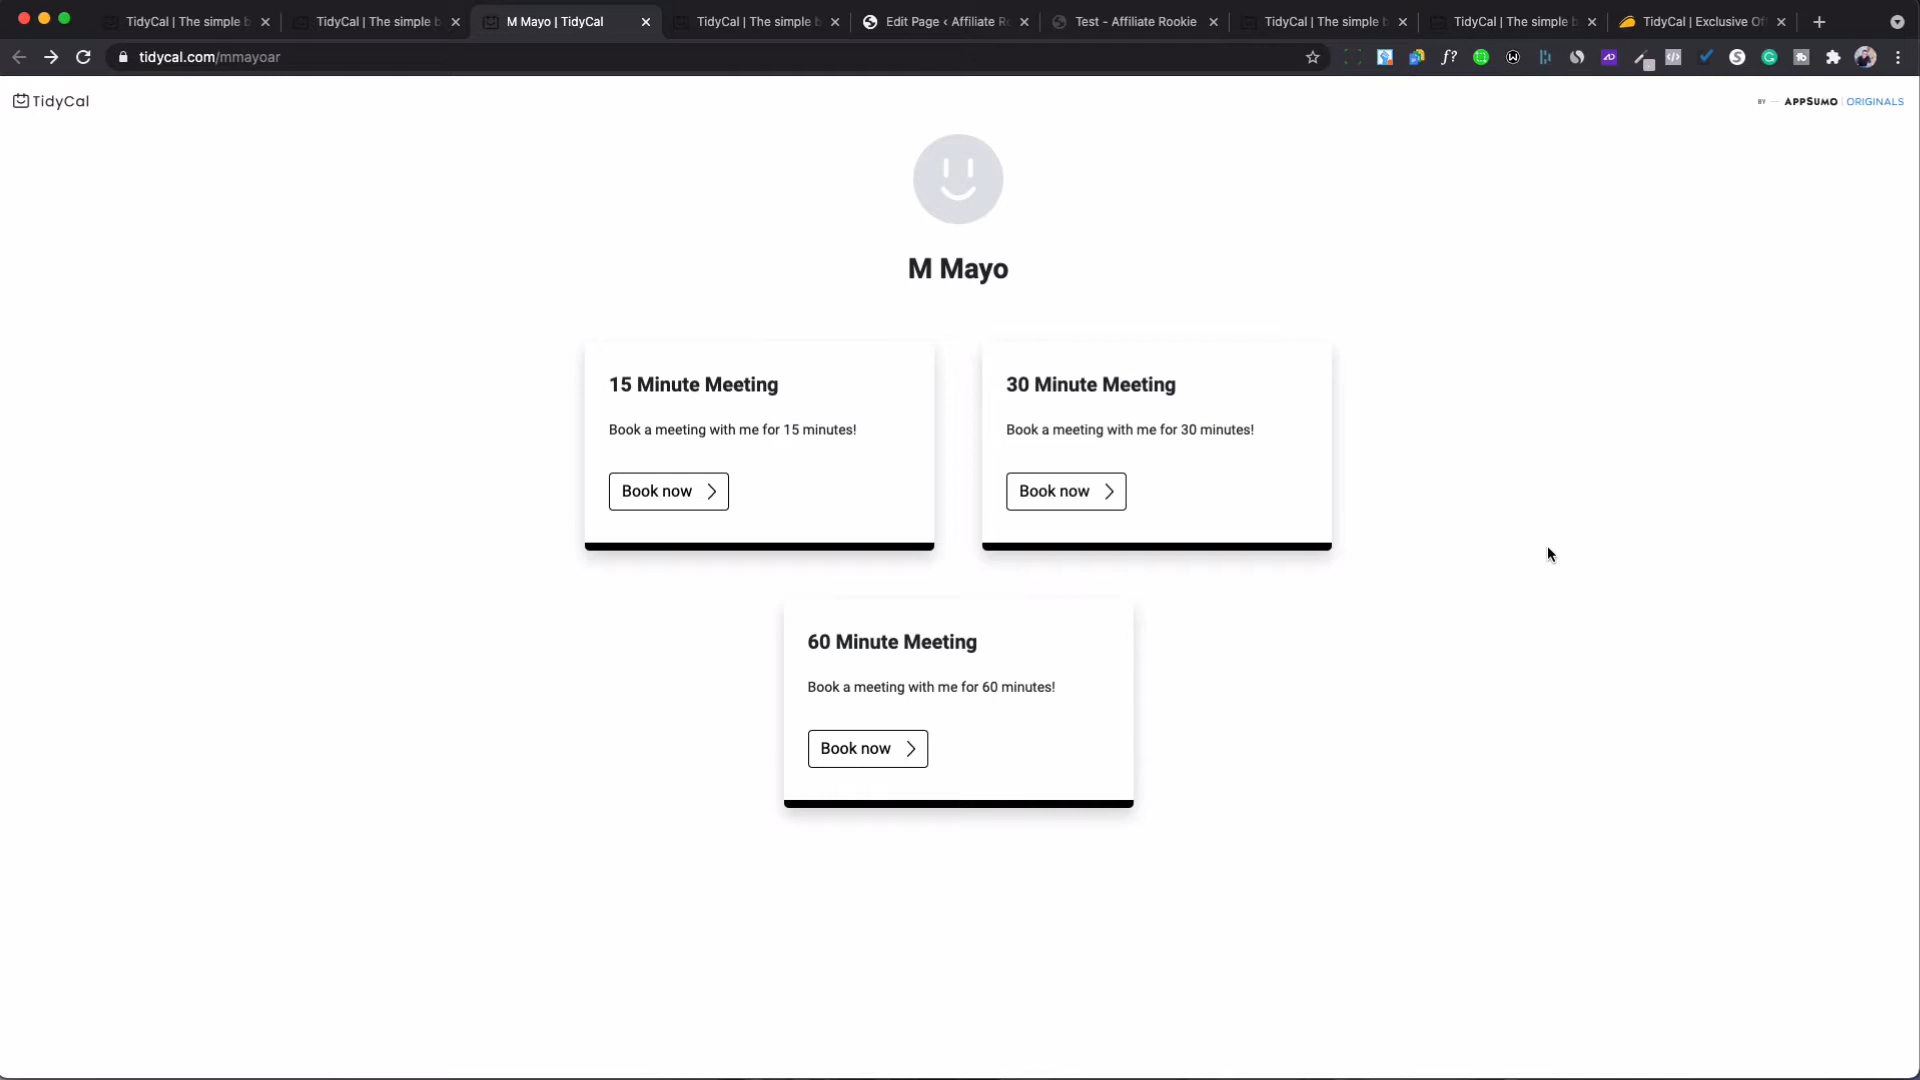 TidyCal | The simple b
TidyCal | The simple b
M Mayo | TidyCal
TidyCal | The simple b
Edit Page ‹ Affiliate R
Test - Affiliate Rookie
TidyCal | The simple b
TidyCal | The simple b
TidyCal | Exclusive Of
tidycal.com/mmayoar
TidyCal
BY APPSUMO | ORIGINALS
M Mayo
15 Minute Meeting
Book a meeting with me for 15 minutes!
Book now
30 Minute Meeting
Book a meeting with me for 30 minutes!
Book now
60 Minute Meeting
Book a meeting with me for 60 minutes!
Book now